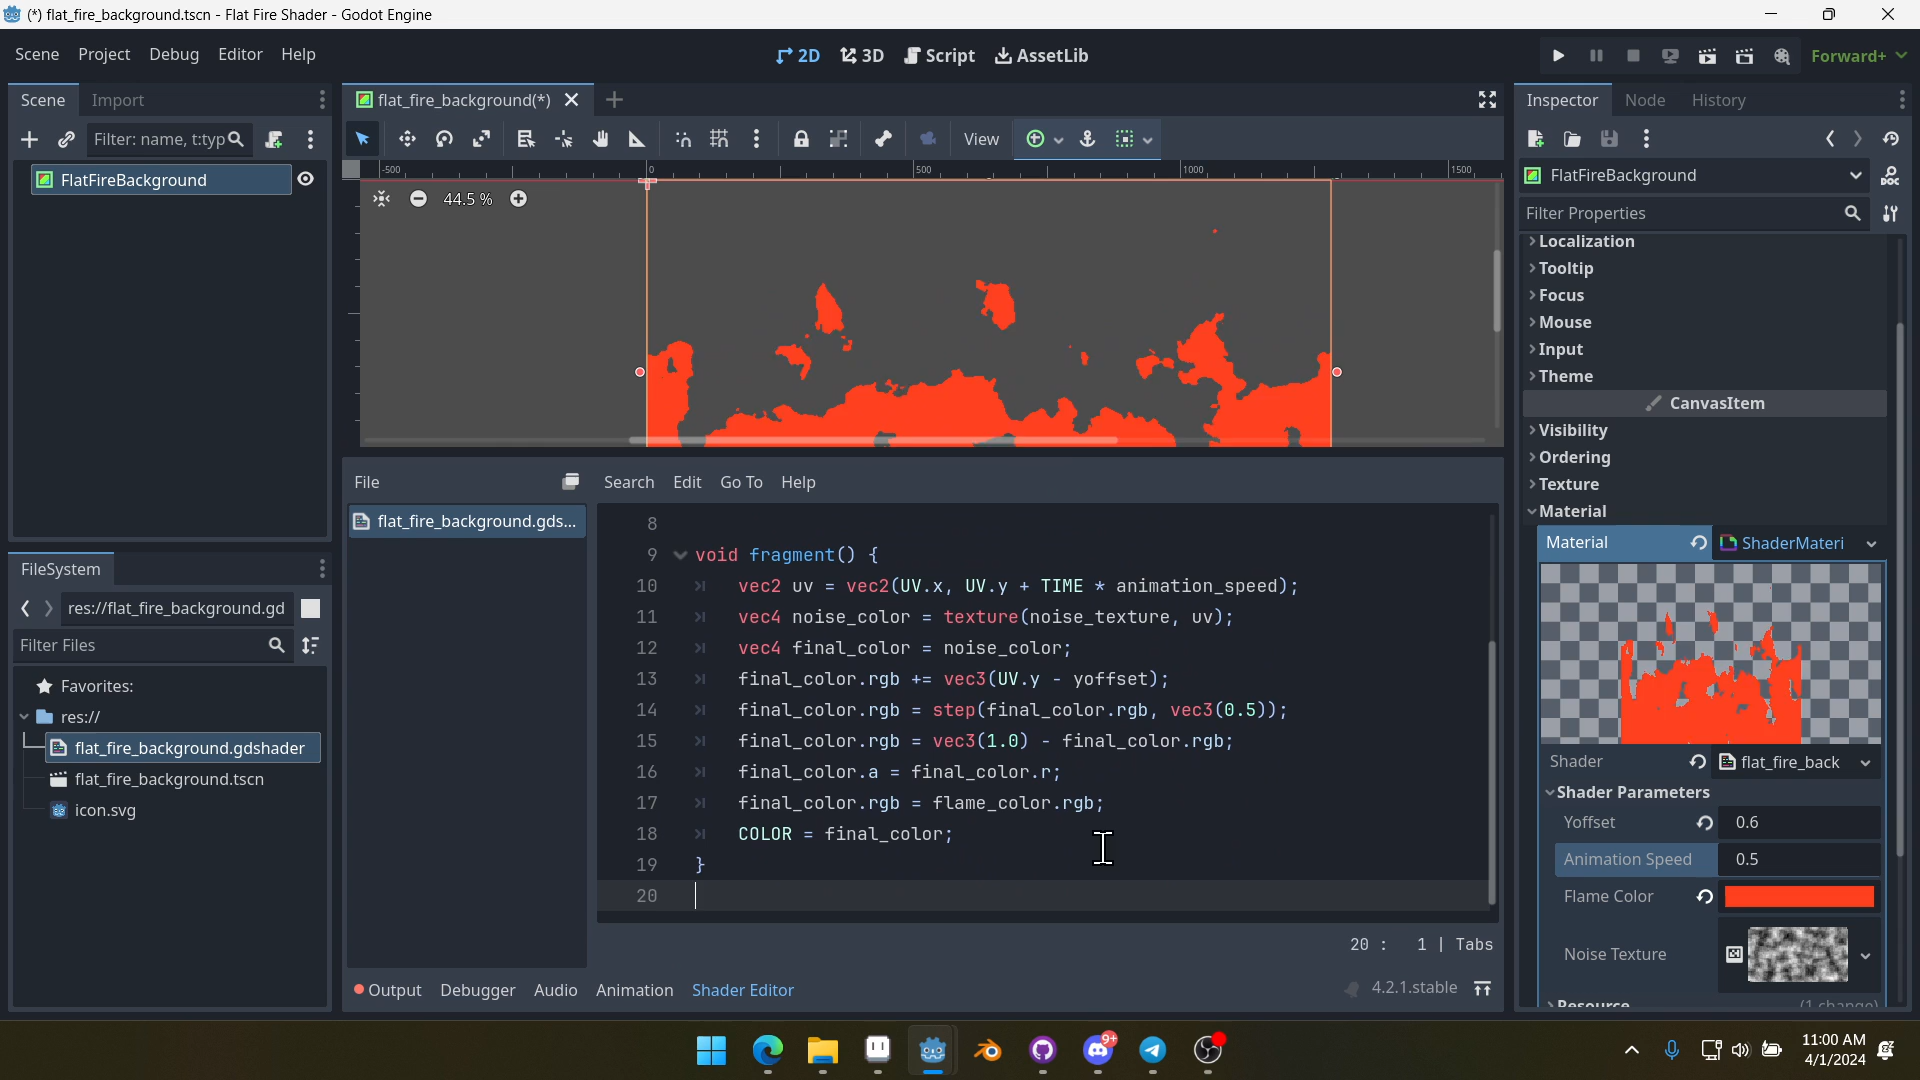 (*) flat_fire_background.tscn - Flat Fire Shader - Godot Engine
Scene Project Debug Editor Help
2D 3D Script AssetLib
Forward+
Scene Import
flat_fire_background(*)
Inspector Node History
Filter: name, t:typ
View
FlatFireBackground
FlatFireBackground
Filter Properties
-500 0 500 1000 1500
44.5 %
Localization
Tooltip
Focus
Mouse
Input
Theme
CanvasItem
Visibility
Ordering
Texture
Material
Material ShaderMateri
Shader flat_fire_back
Shader Parameters
Yoffset 0.6
Animation Speed 0.5
Flame Color
Noise Texture
Resource (1 change)
File Search Edit Go To Help
flat_fire_background.gds...
8
9 void fragment() {
10 vec2 uv = vec2(UV.x, UV.y + TIME * animation_speed);
11 vec4 noise_color = texture(noise_texture, uv);
12 vec4 final_color = noise_color;
13 final_color.rgb += vec3(UV.y - yoffset);
14 final_color.rgb = step(final_color.rgb, vec3(0.5));
15 final_color.rgb = vec3(1.0) - final_color.rgb;
16 final_color.a = final_color.r;
17 final_color.rgb = flame_color.rgb;
18 COLOR = final_color;
19 }
20
20 : 1 | Tabs
FileSystem
res://flat_fire_background.gd
Filter Files
Favorites:
res://
flat_fire_background.gdshader
flat_fire_background.tscn
icon.svg
Output Debugger Audio Animation Shader Editor
4.2.1.stable
9+
11:00 AM
4/1/2024